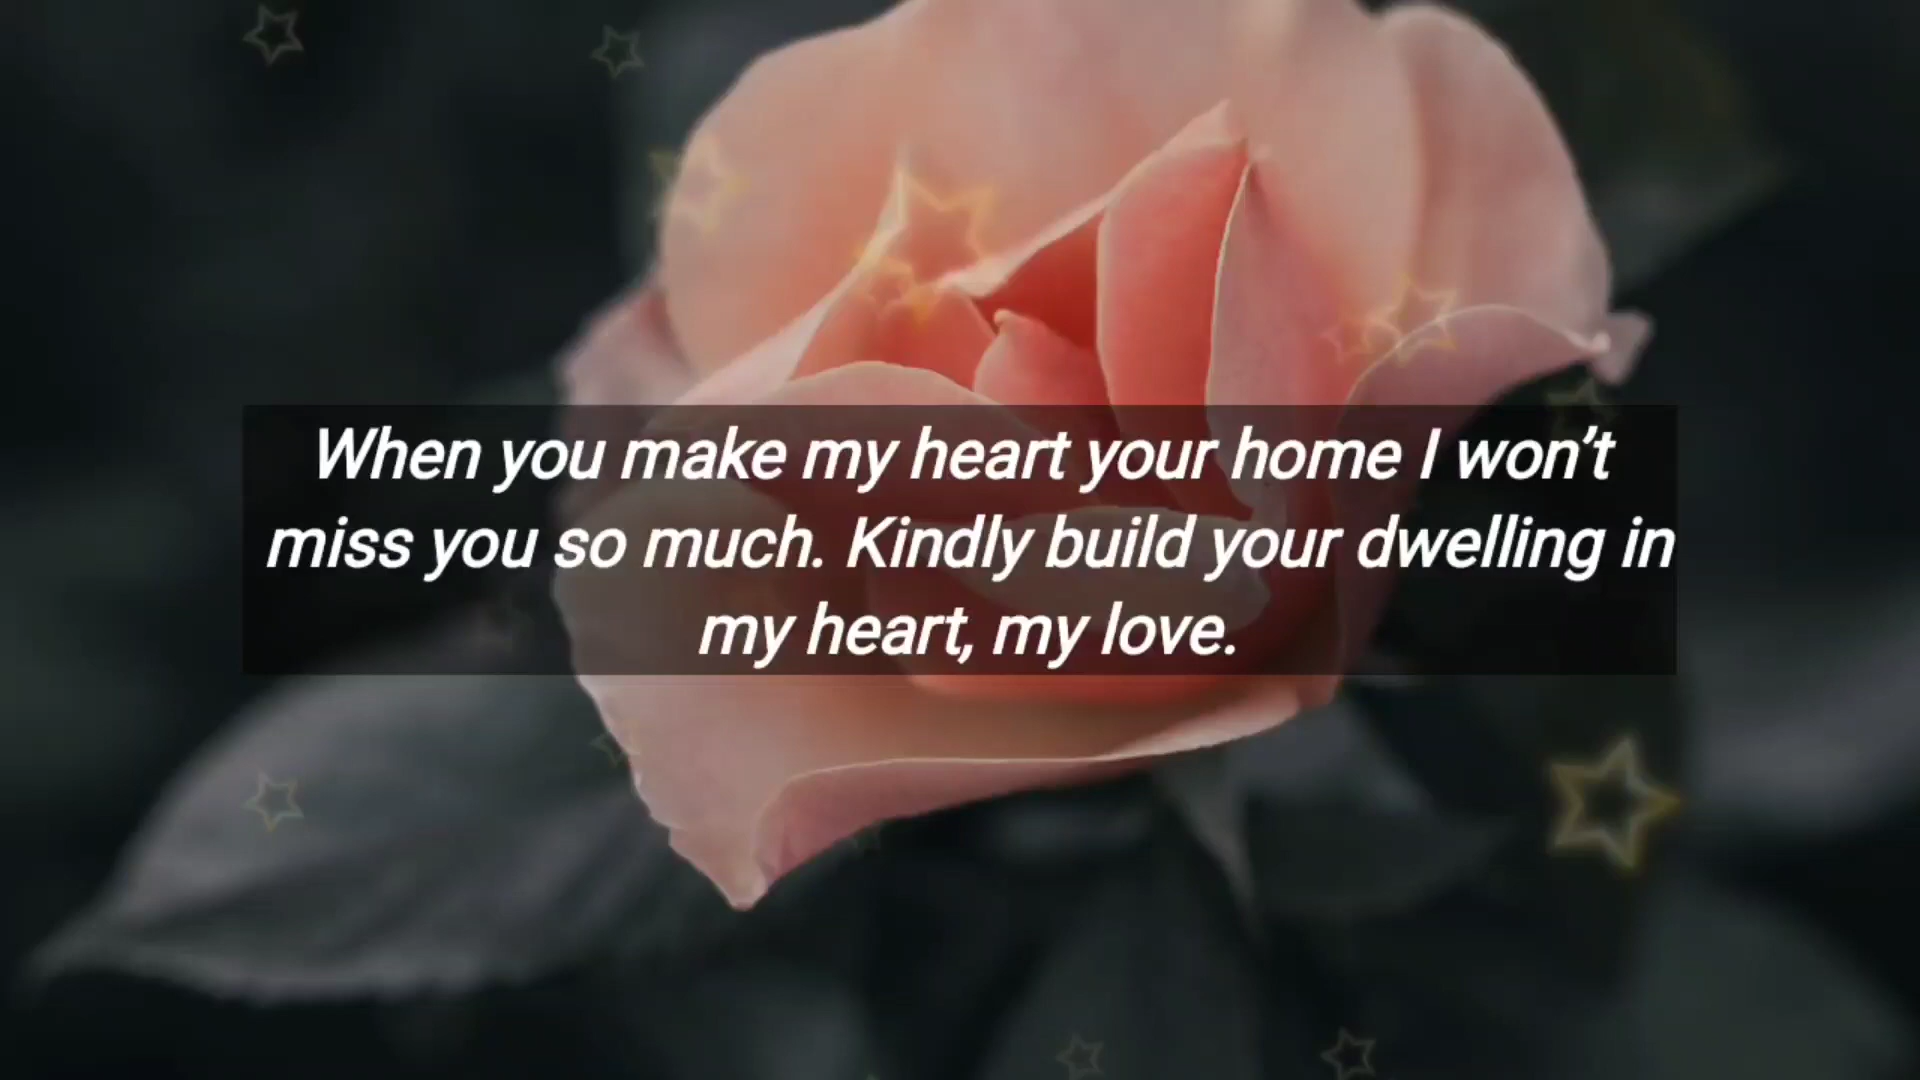 When you make my heart your home I won’t
miss you so much. Kindly build your dwelling in
my heart, my love.